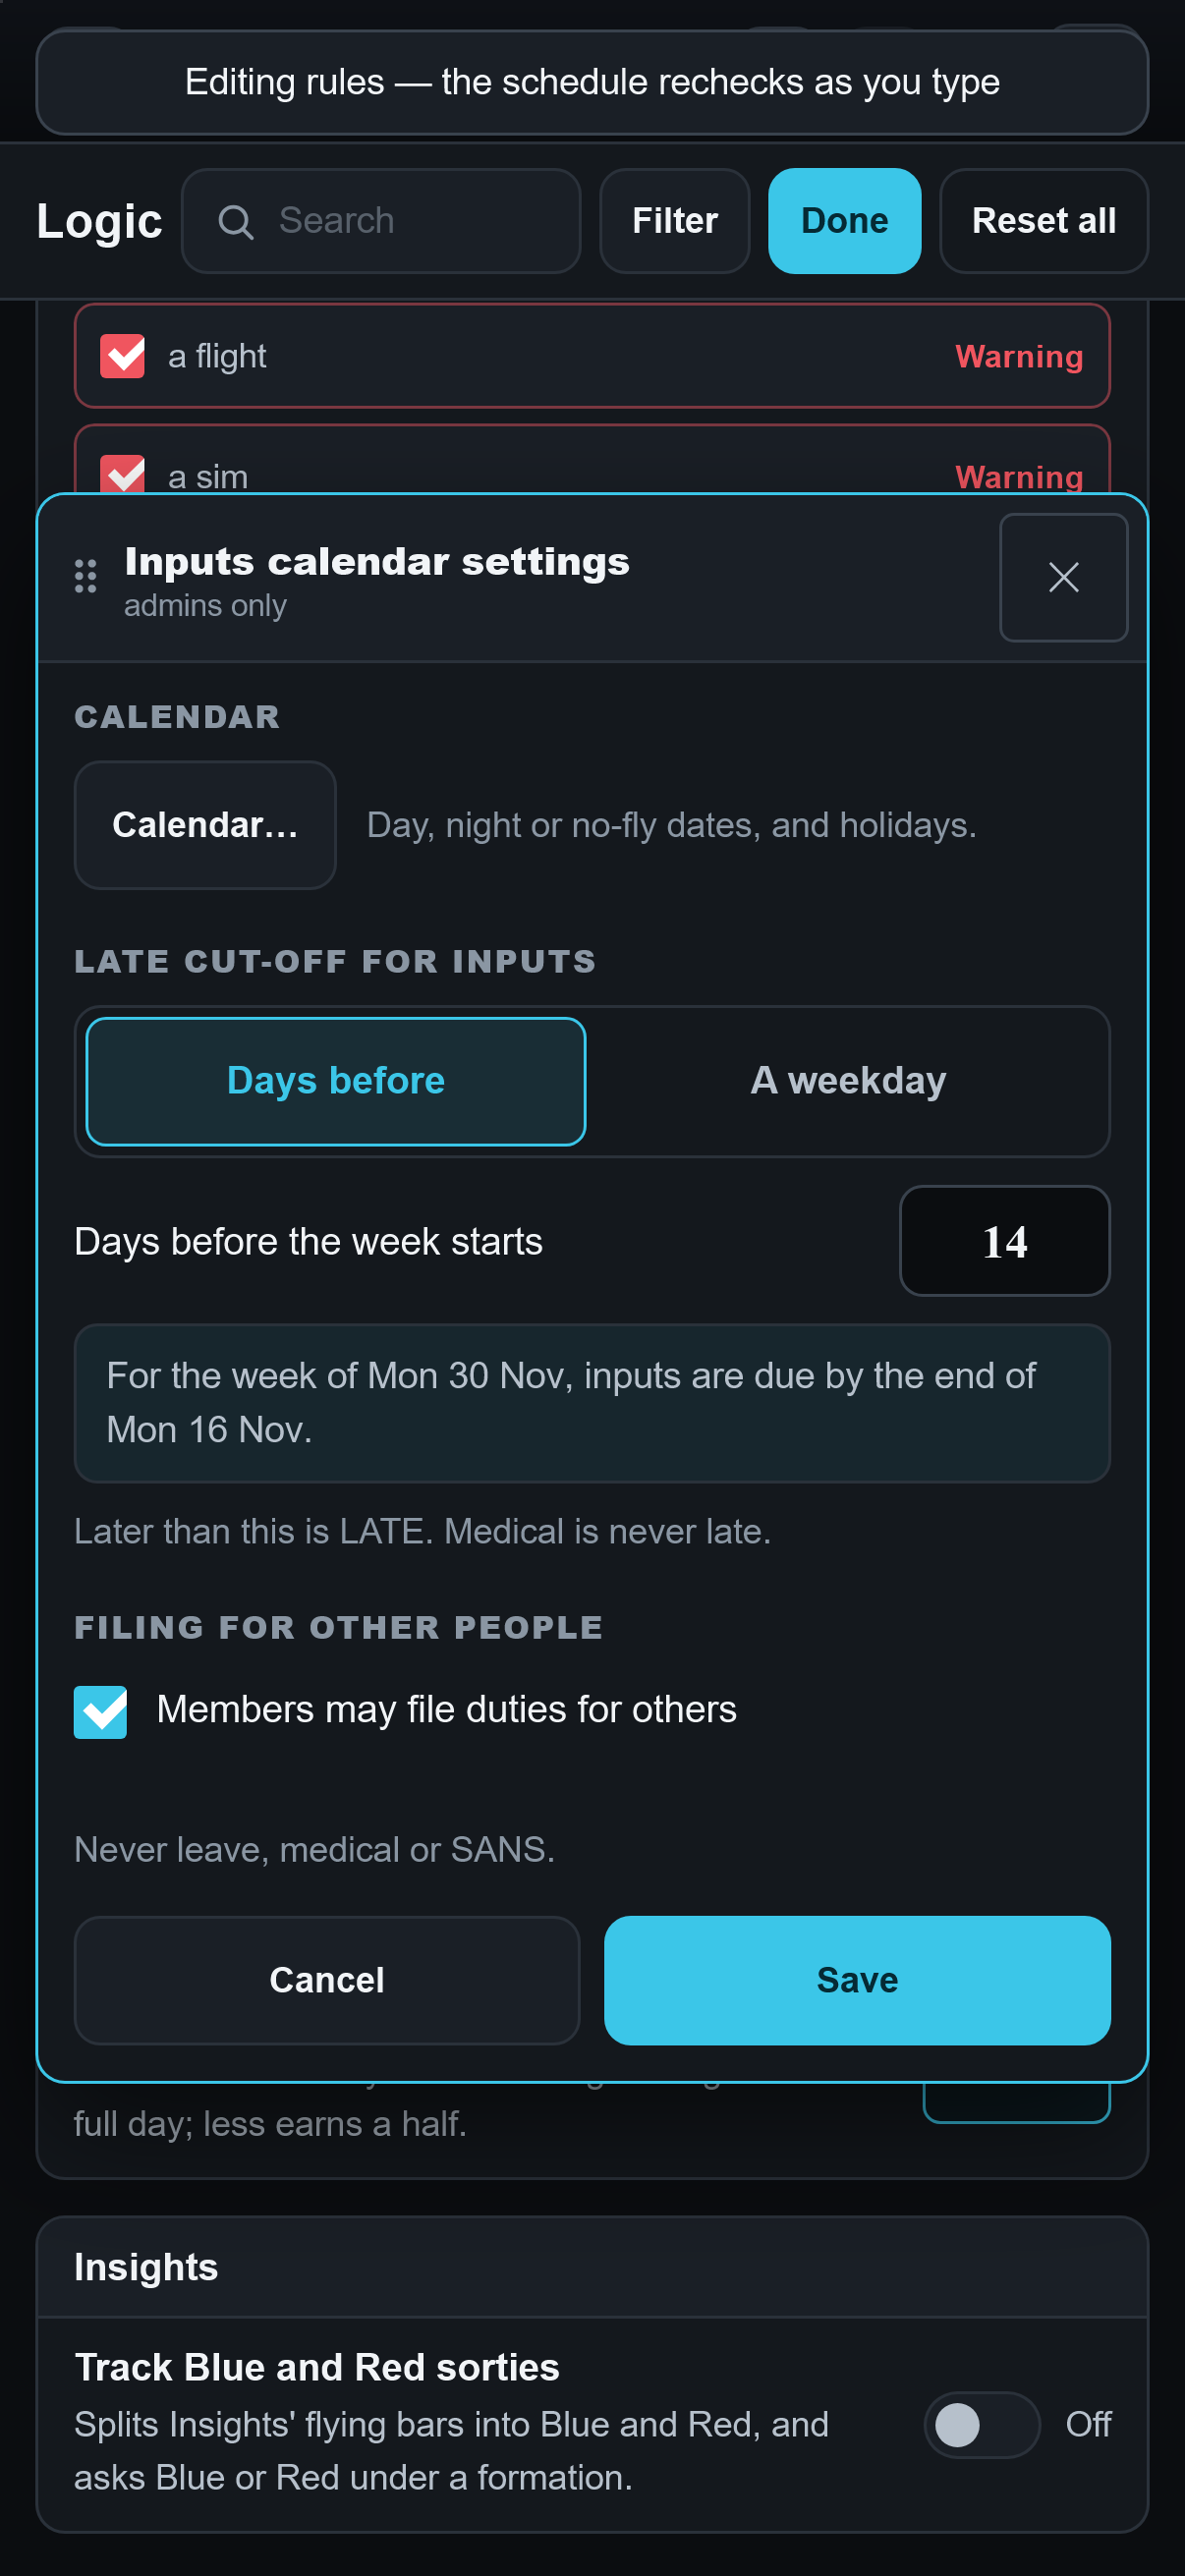 Editing rules — the schedule rechecks as you type
Logic
Search
Filter
Done
Reset all
a flight
Warning
a sim
Warning
Inputs calendar settings
admins only
CALENDAR
Calendar...
Day, night or no-fly dates, and holidays.
LATE CUT-OFF FOR INPUTS
Days before
A weekday
Days before the week starts
14
For the week of Mon 30 Nov, inputs are due by the end of
Mon 16 Nov.
Later than this is LATE. Medical is never late.
FILING FOR OTHER PEOPLE
Members may file duties for others
Never leave, medical or SANS.
Cancel
Save
full day; less earns a half.
Insights
Track Blue and Red sorties
Splits Insights' flying bars into Blue and Red, and
asks Blue or Red under a formation.
Off